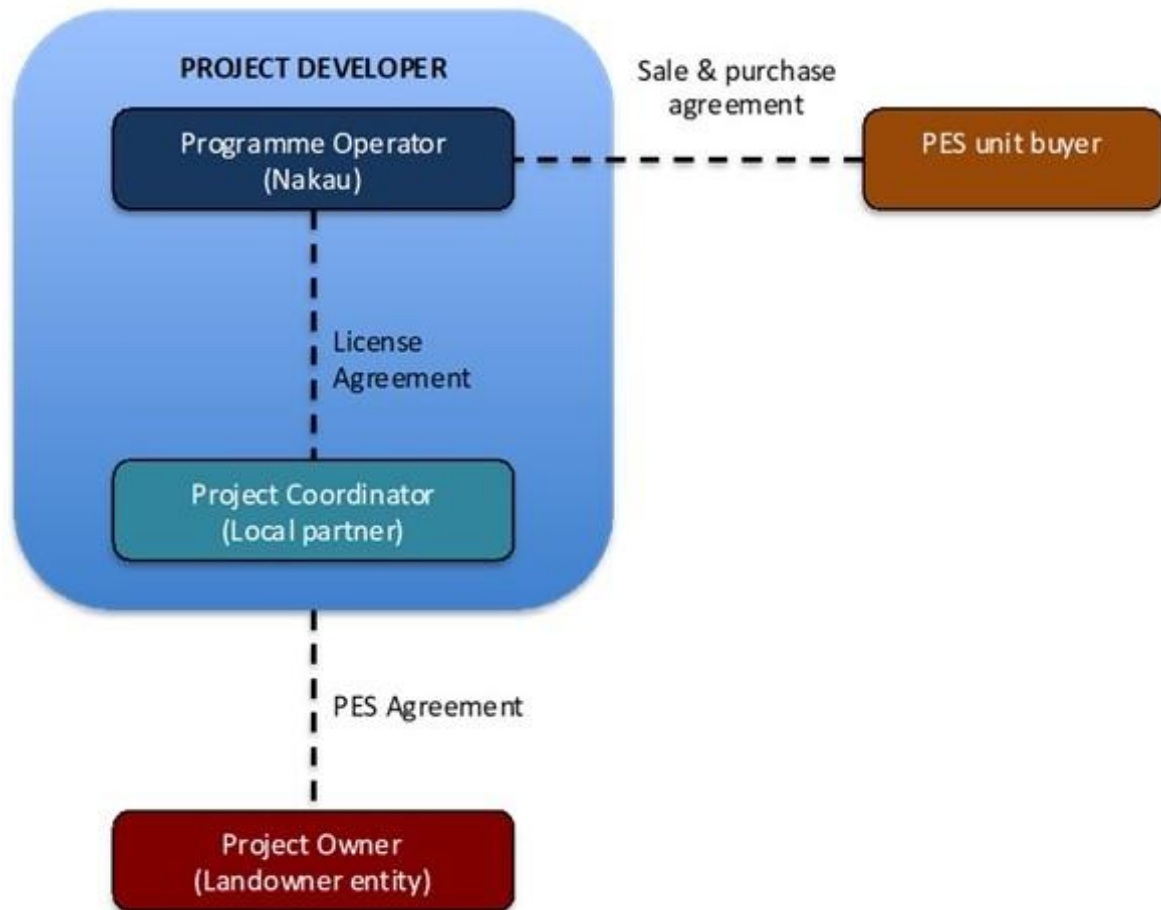 PROJECT DEVELOPER
Programme Operator
(Nakau)
Sale & purchase
agreement
PES unit buyer
License
Agreement
Project Coordinator
(Local partner)
PES Agreement
Project Owner
(Landowner entity)